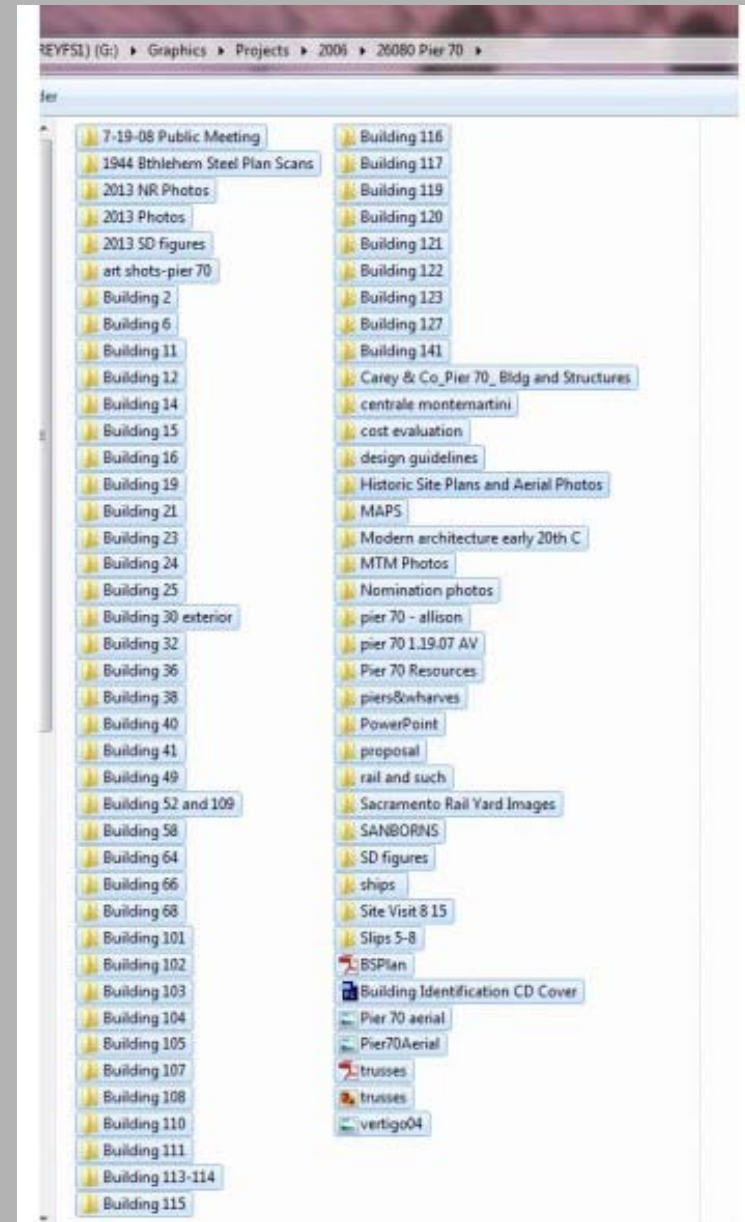 REYFS1) (G:) ▸ Graphics ▸ Projects ▸ 2006 ▸ 26080 Pier 70 ▸
der
7-19-08 Public Meeting
1944 Bthlehem Steel Plan Scans
2013 NR Photos
2013 Photos
2013 SD figures
art shots-pier 70
Building 2
Building 6
Building 11
Building 12
Building 14
Building 15
Building 16
Building 19
Building 21
Building 23
Building 24
Building 25
Building 30 exterior
Building 32
Building 36
Building 38
Building 40
Building 41
Building 49
Building 52 and 109
Building 58
Building 64
Building 66
Building 68
Building 101
Building 102
Building 103
Building 104
Building 105
Building 107
Building 108
Building 110
Building 111
Building 113-114
Building 115
Building 116
Building 117
Building 119
Building 120
Building 121
Building 122
Building 123
Building 127
Building 141
Carey & Co_Pier 70_ Bldg and Structures
centrale montemartini
cost evaluation
design guidelines
Historic Site Plans and Aerial Photos
MAPS
Modern architecture early 20th C
MTM Photos
Nomination photos
pier 70 - allison
pier 70 1.19.07 AV
Pier 70 Resources
piers&wharves
PowerPoint
proposal
rail and such
Sacramento Rail Yard Images
SANBORNS
SD figures
ships
Site Visit 8 15
Slips 5-8
BSPlan
Building Identification CD Cover
Pier 70 aerial
Pier70Aerial
trusses
trusses
vertigo04